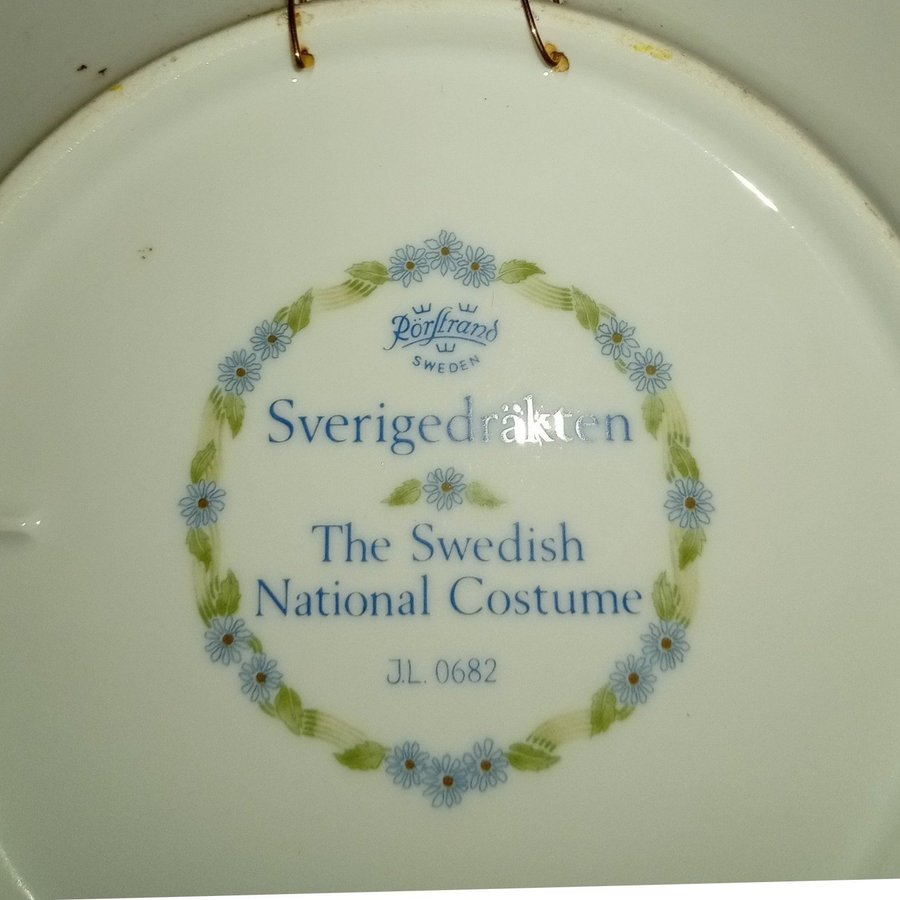 Rörstrand
SWEDEN
Sverigedräkten
The Swedish
National Costume
J.L. 0682